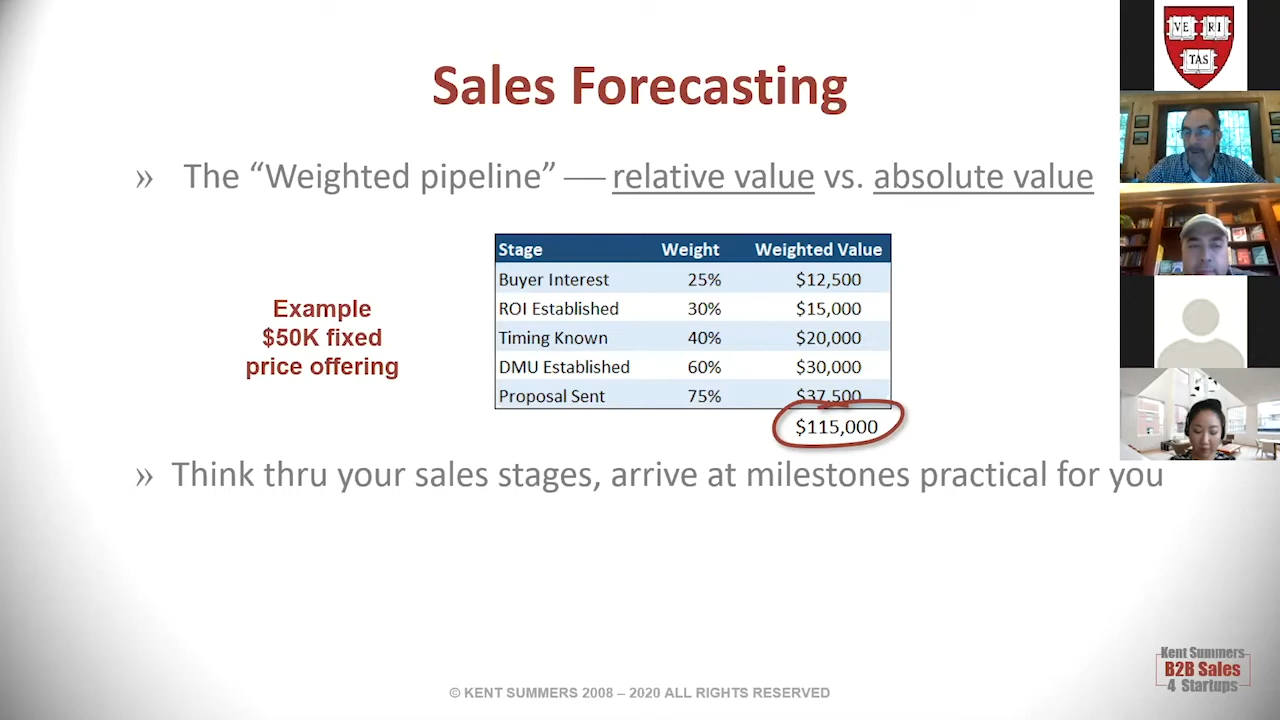 Sales Forecasting
» The “Weighted pipeline” — relative value vs. absolute value
Example
$50K fixed
price offering
Stage Weight Weighted Value
Buyer Interest 25% $12,500
ROI Established 30% $15,000
Timing Known 40% $20,000
DMU Established 60% $30,000
Proposal Sent 75% $37,500
$115,000
» Think thru your sales stages, arrive at milestones practical for you
© KENT SUMMERS 2008 – 2020 ALL RIGHTS RESERVED
Kent Summers
B2B Sales
4 Startups
VE RI
TAS